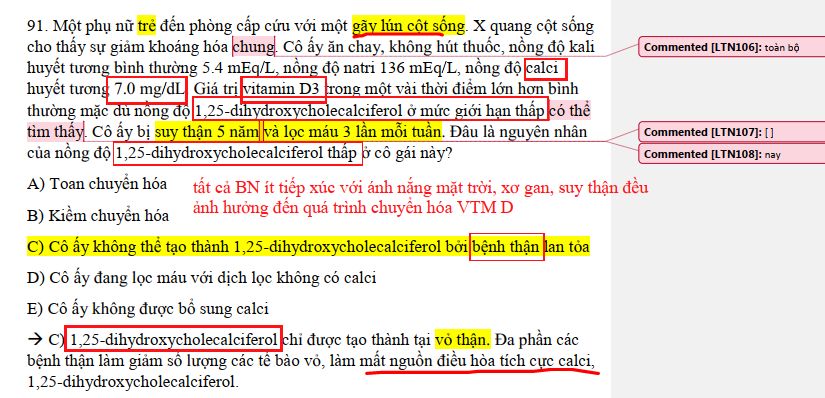 91. Một phụ nữ trẻ đến phòng cấp cứu với một gãy lún cột sống. X quang cột sống
cho thấy sự giảm khoáng hóa chung. Cô ấy ăn chay, không hút thuốc, nồng độ kali
huyết tương bình thường 5.4 mEq/L, nồng độ natri 136 mEq/L, nồng độ calci
huyết tương 7.0 mg/dL. Giá trị vitamin D3 trong một vài thời điểm lớn hơn bình
thường mặc dù nồng độ 1,25-dihydroxycholecalciferol ở mức giới hạn thấp có thể
tìm thấy. Cô ấy bị suy thận 5 năm và lọc máu 3 lần mỗi tuần. Đâu là nguyên nhân
của nồng độ 1,25-dihydroxycholecalciferol thấp ở cô gái này?
Commented [LTN106]: toàn bộ
Commented [LTN107]: [ ]
Commented [LTN108]: nay
A) Toan chuyển hóa
tất cả BN ít tiếp xúc với ánh nắng mặt trời, xơ gan, suy thận đều
ảnh hưởng đến quá trình chuyển hóa VTM D
B) Kiềm chuyển hóa
C) Cô ấy không thể tạo thành 1,25-dihydroxycholecalciferol bởi bệnh thận lan tỏa
D) Cô ấy đang lọc máu với dịch lọc không có calci
E) Cô ấy không được bổ sung calci
→ C) 1,25-dihydroxycholecalciferol chỉ được tạo thành tại vỏ thận. Đa phần các
bệnh thận làm giảm số lượng các tế bào vỏ, làm mất nguồn điều hòa tích cực calci,
1,25-dihydroxycholecalciferol.